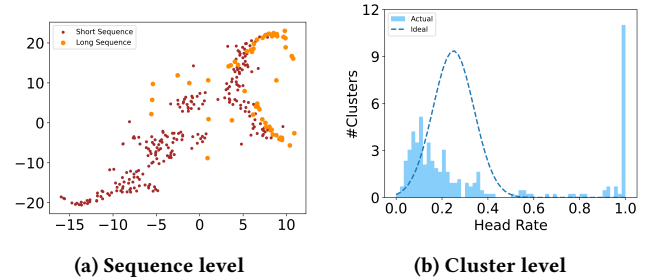 Short Sequence
Long Sequence
20
10
0
−10
−20
−15 −10 −5 0 5 10
(a) Sequence level
Actual
Ideal
12
9
6
3
0
#Clusters
0.0 0.2 0.4 0.6 0.8 1.0
Head Rate
(b) Cluster level